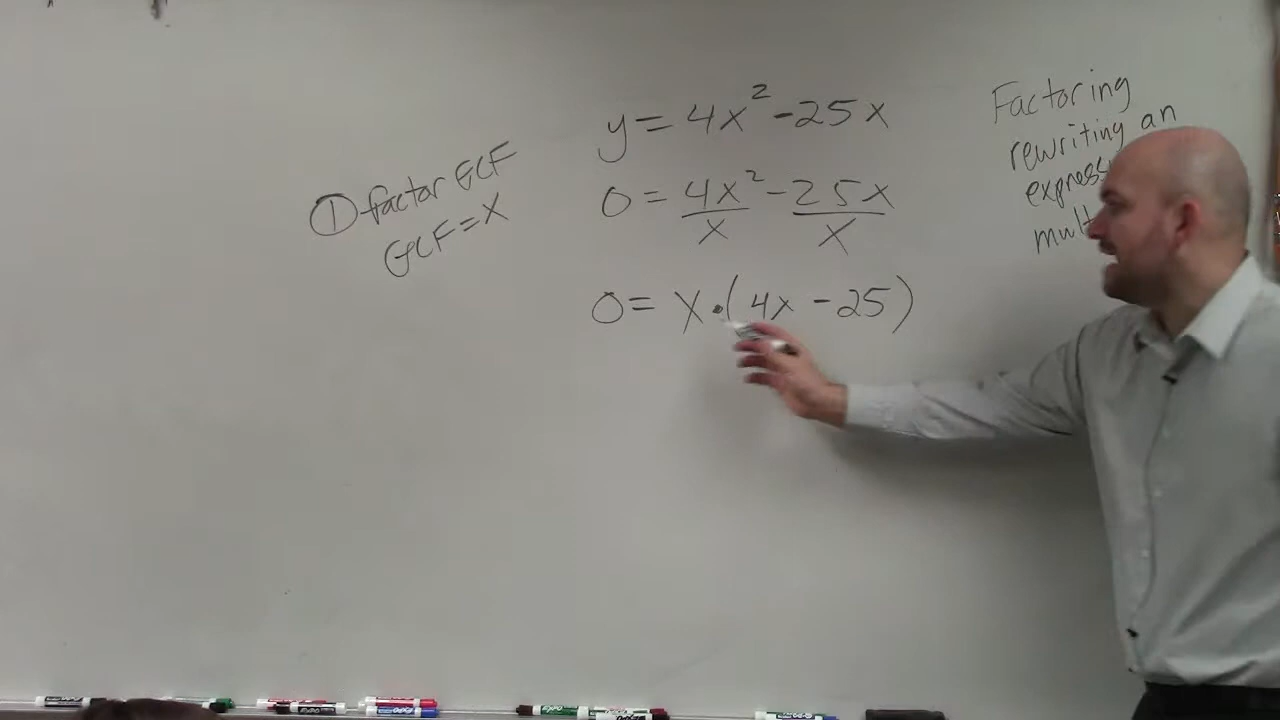 ① factor GCF
GCF = X
y = 4x² - 25x
0 = 4x² - 25x
x x
0 = x · (4x - 25)
Factoring
rewriting an